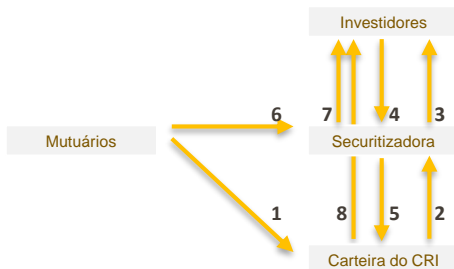 Investidores
6 7 4 3
Mutuários Securitizadora
1 8 5 2
Carteira do CRI